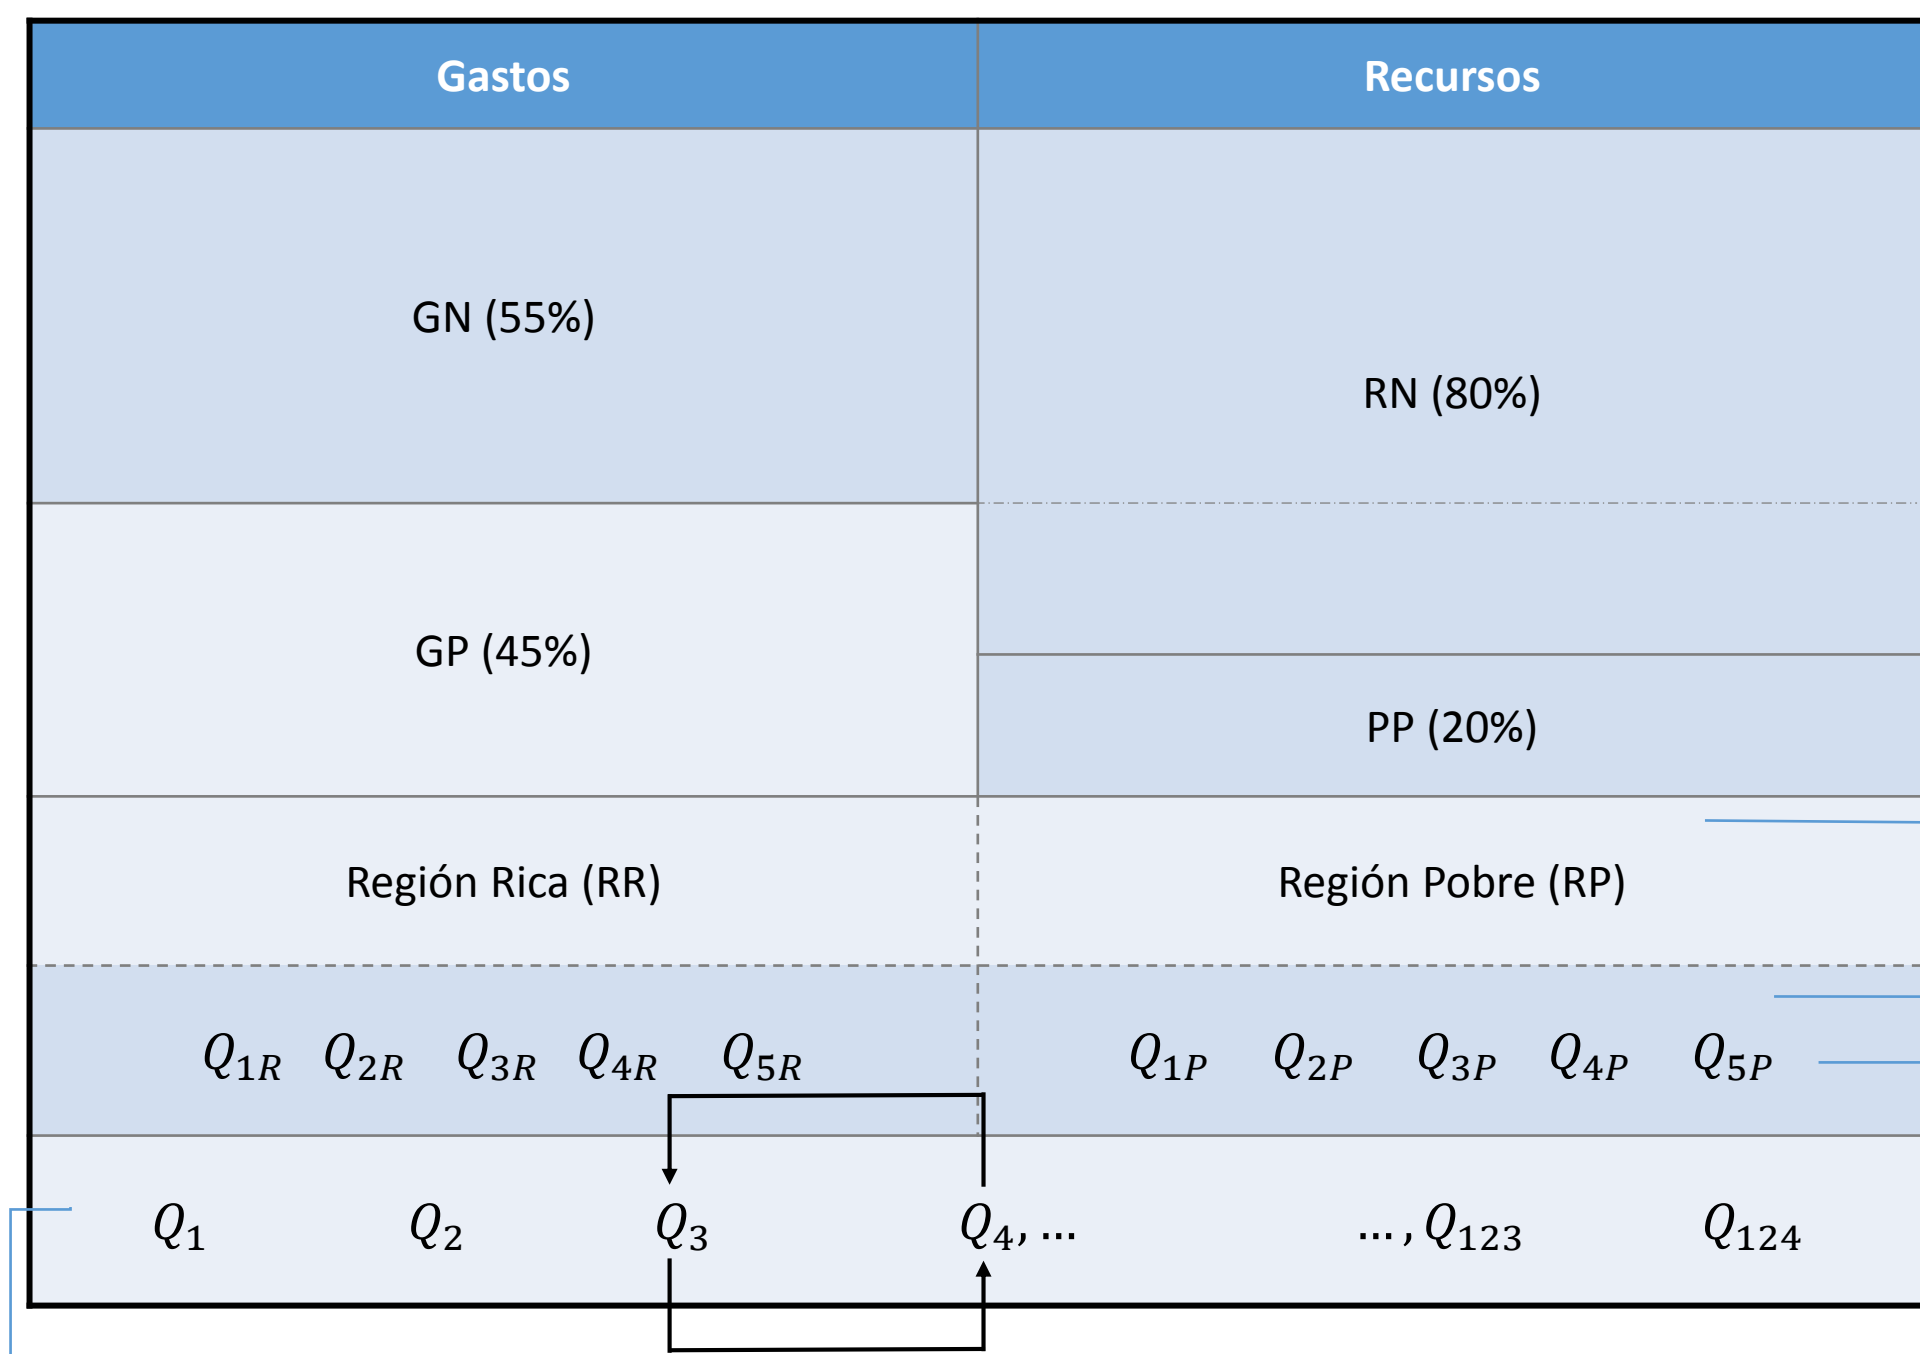 Gastos Recursos
GN (55%)
RN (80%)
GP (45%)
PP (20%)
Región Rica (RR) Región Pobre (RP)
Q₁R Q₂R Q₃R Q₄R Q₅R Q₁P Q₂P Q₃P Q₄P Q₅P
Q₁ Q₂ Q₃ Q₄, ... ... , Q₁₂₃ Q₁₂₄